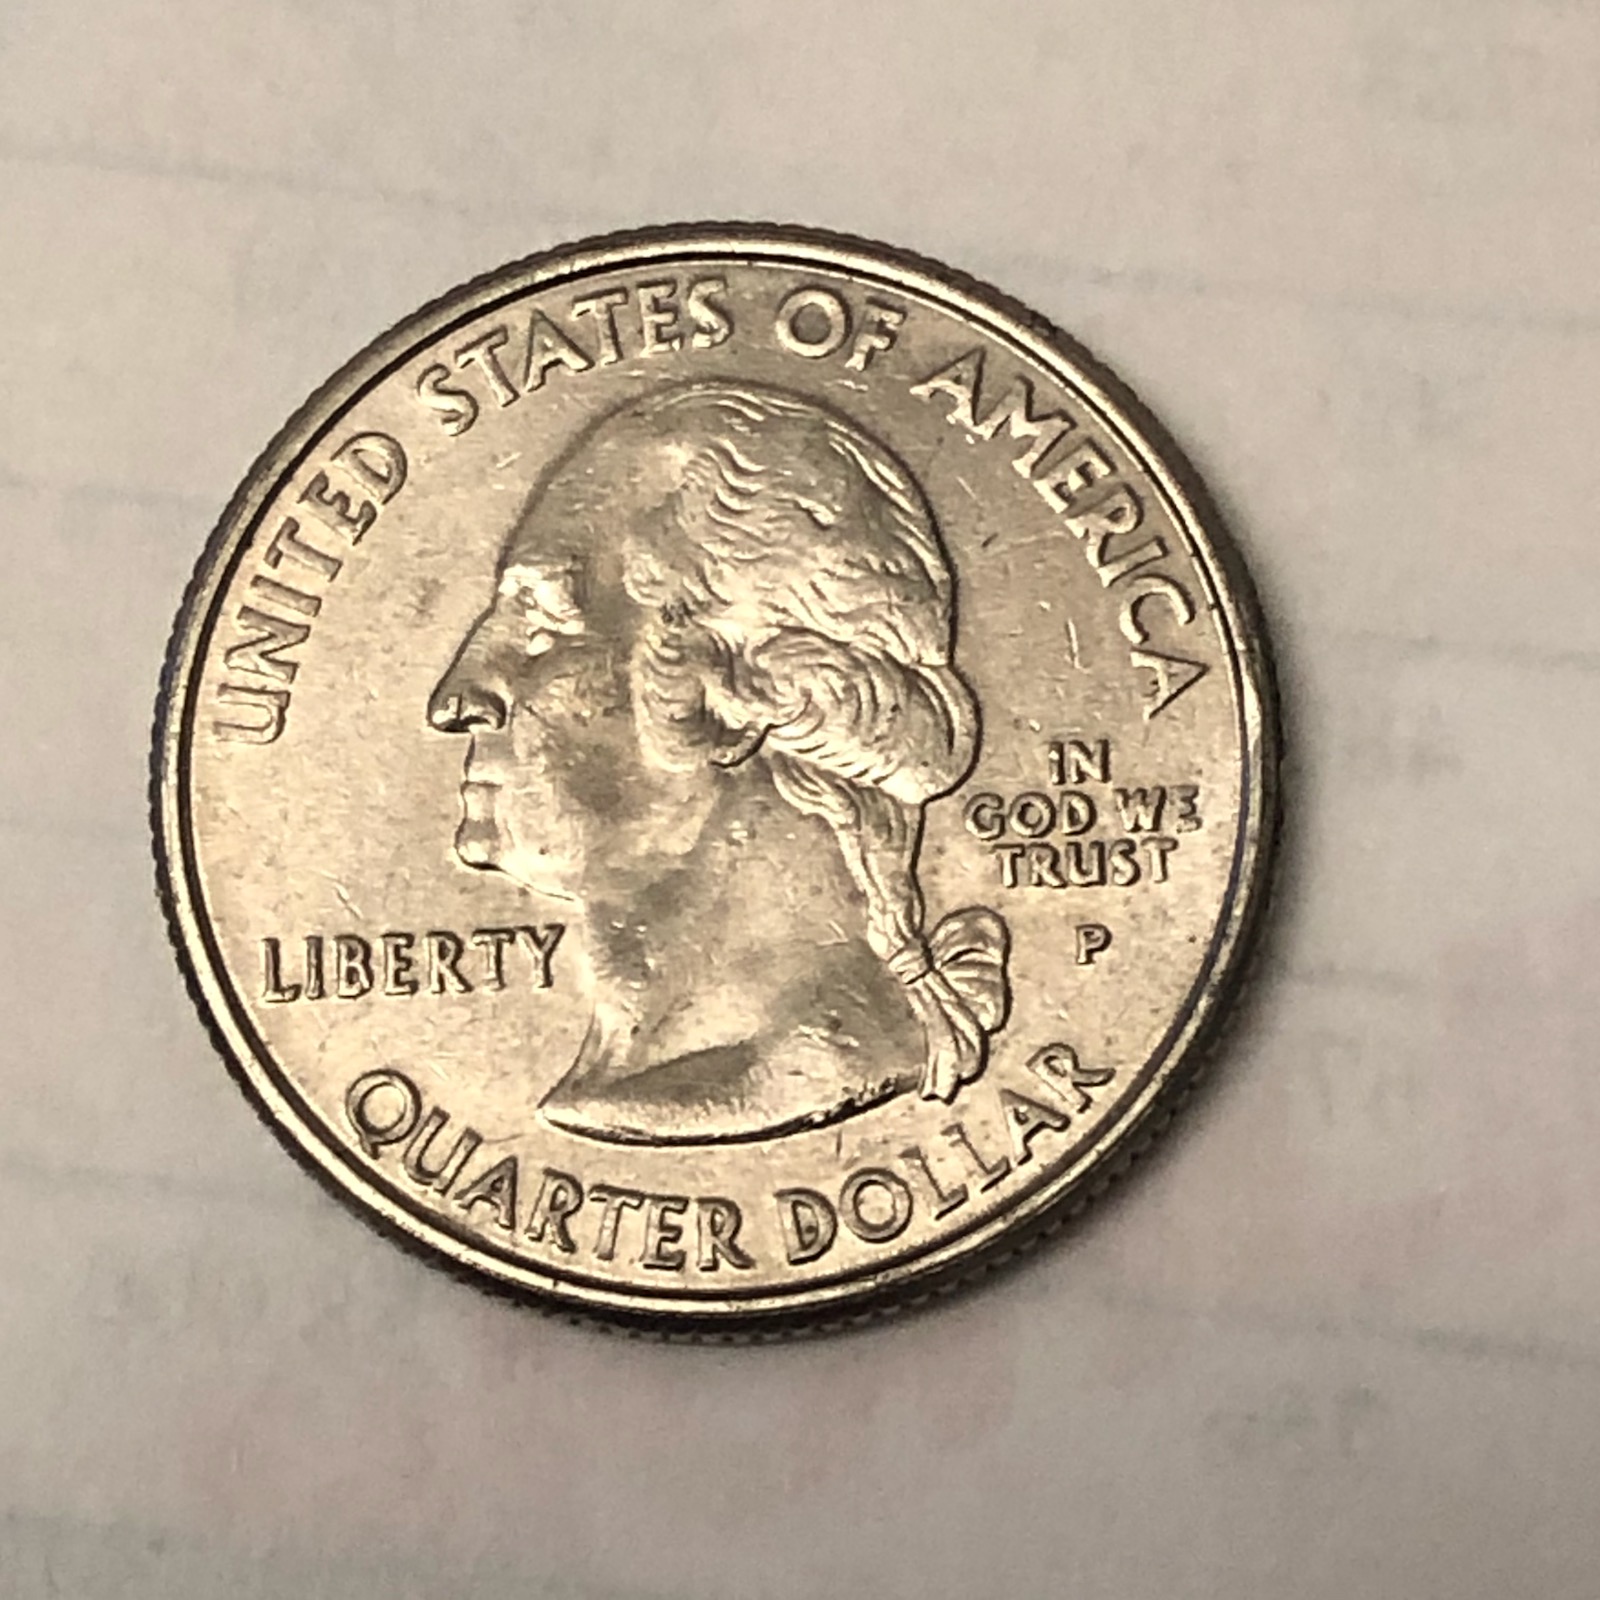 UNITED STATES OF AMERICA
LIBERTY
IN
GOD WE
TRUST
P
QUARTER DOLLAR